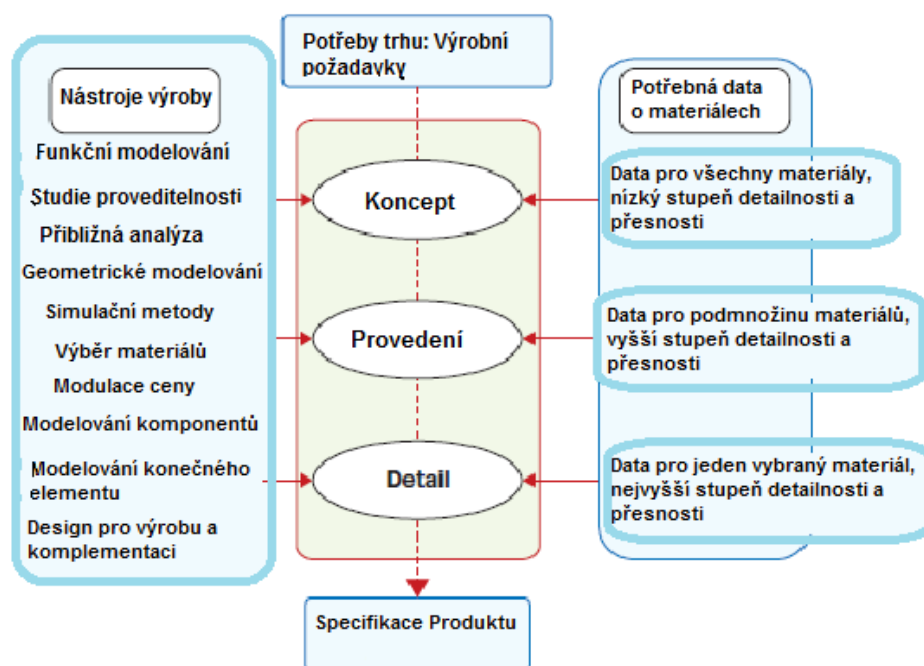 Potřeby trhu: Výrobní
požadavky
Nástroje výroby
Funkční modelování
Studie proveditelnosti
Přibližná analýza
Geometrické modelování
Simulační metody
Výběr materiálů
Modulace ceny
Modelování komponentů
Modelování konečného
elementu
Design pro výrobu a
komplementaci
Koncept
Provedení
Detail
Potřebná data
o materiálech
Data pro všechny materiály,
nízký stupeň detailnosti a
přesnosti
Data pro podmnožinu materiálů,
vyšší stupeň detailnosti a
přesnosti
Data pro jeden vybraný materiál,
nejvyšší stupeň detailnosti a
přesnosti
Specifikace Produktu